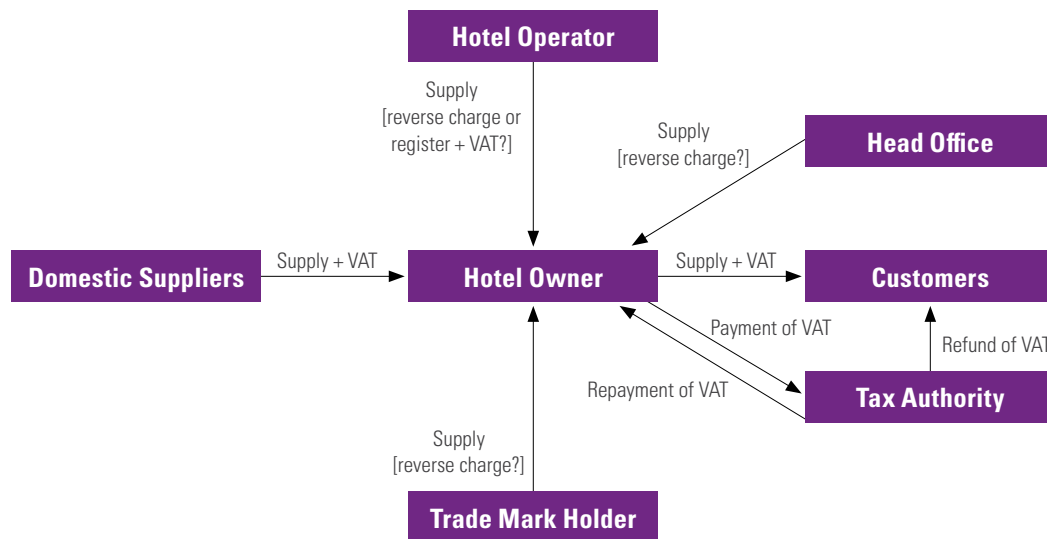 Hotel Operator
Supply
[reverse charge or
register + VAT?]
Supply
[reverse charge?]
Head Office
Domestic Suppliers
Supply + VAT
Hotel Owner
Supply + VAT
Customers
Payment of VAT
Refund of VAT
Repayment of VAT
Tax Authority
Supply
[reverse charge?]
Trade Mark Holder